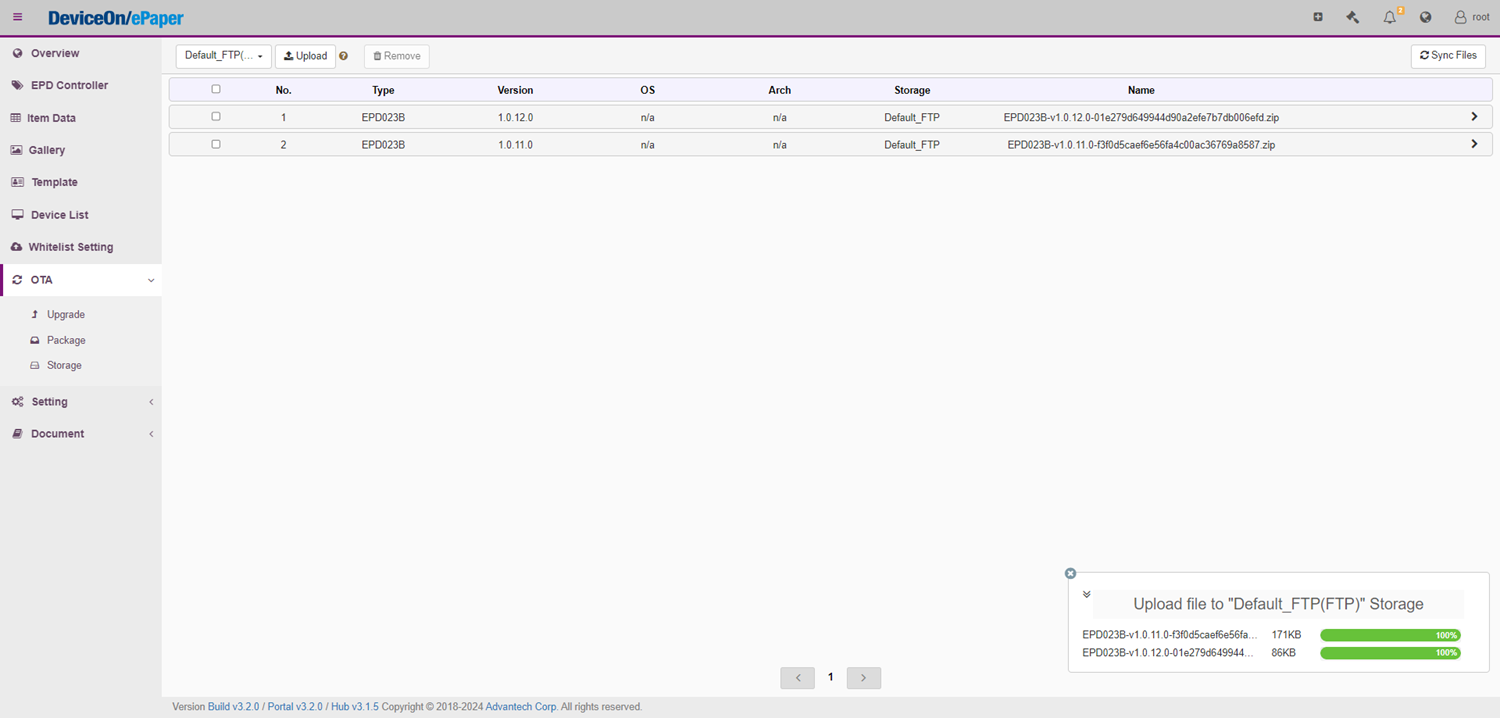 DeviceOn/ePaper
2
root
Overview
EPD Controller
Item Data
Gallery
Template
Device List
Whitelist Setting
OTA
Upgrade
Package
Storage
Setting
Document
Default_FTP(... Upload Remove Sync Files
No. Type Version OS Arch Storage Name
1 EPD023B 1.0.12.0 n/a n/a Default_FTP EPD023B-v1.0.12.0-01e279d649944d90a2efe7b7db006efd.zip
2 EPD023B 1.0.11.0 n/a n/a Default_FTP EPD023B-v1.0.11.0-f3f0d5caef6e56fa4c00ac36769a8587.zip
Upload file to "Default_FTP(FTP)" Storage
EPD023B-v1.0.11.0-f3f0d5caef6e56fa... 171KB 100%
EPD023B-v1.0.12.0-01e279d649944... 86KB 100%
1
Version Build v3.2.0 / Portal v3.2.0 / Hub v3.1.5 Copyright © 2018-2024 Advantech Corp. All rights reserved.